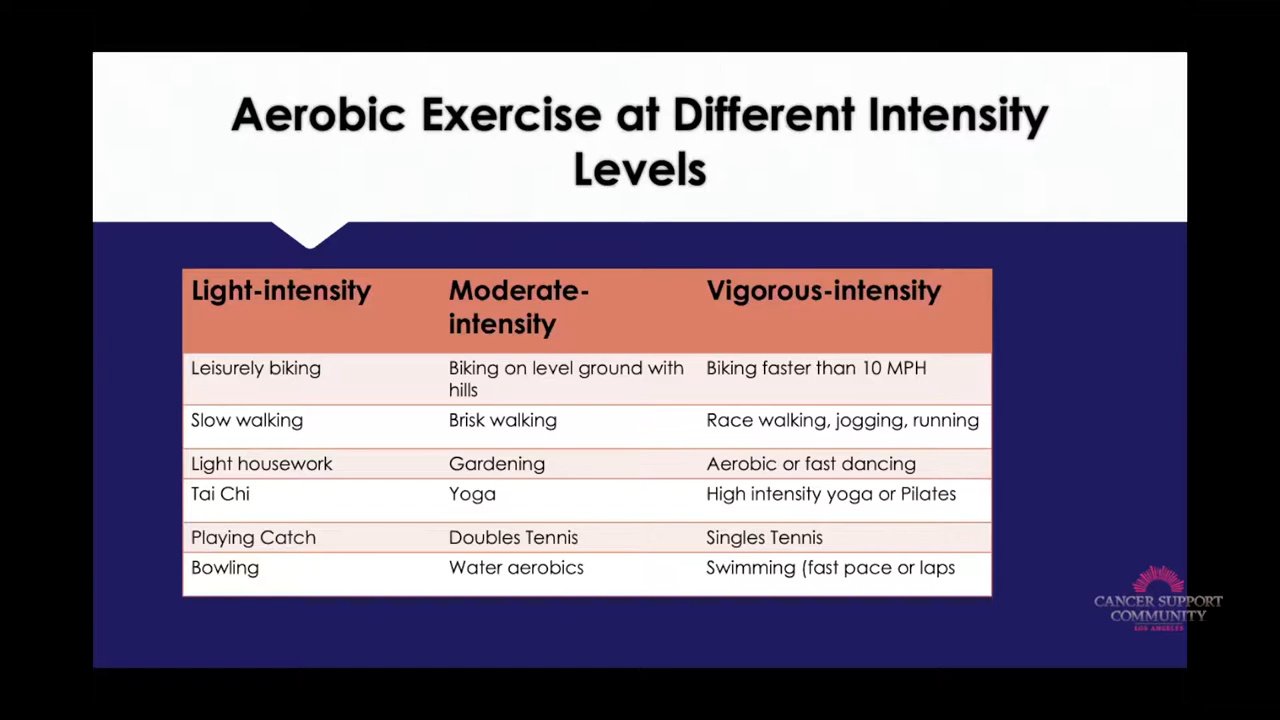 Aerobic Exercise at Different Intensity
Levels
Light-intensity
Moderate-
intensity
Vigorous-intensity
Leisurely biking
Biking on level ground with
hills
Biking faster than 10 MPH
Slow walking
Brisk walking
Race walking, jogging, running
Light housework
Gardening
Aerobic or fast dancing
Tai Chi
Yoga
High intensity yoga or Pilates
Playing Catch
Doubles Tennis
Singles Tennis
Bowling
Water aerobics
Swimming (fast pace or laps
CANCER SUPPORT
COMMUNITY
LOS ANGELES